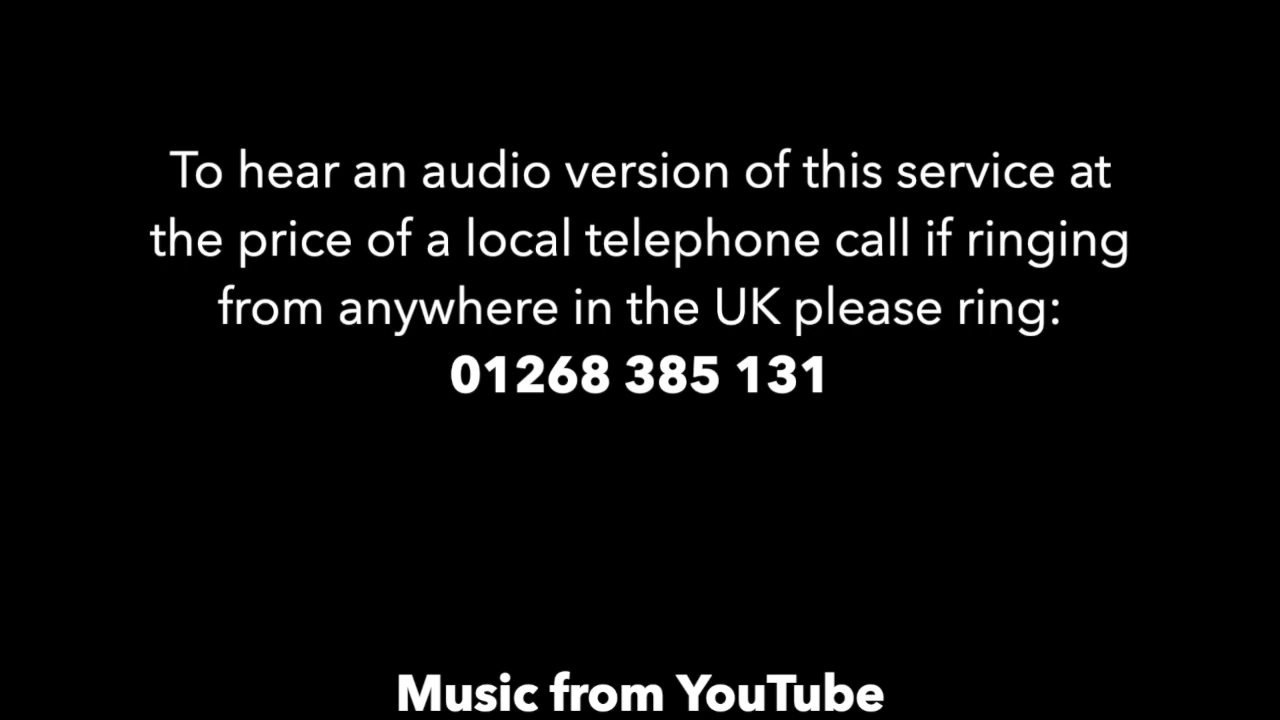 To hear an audio version of this service at
the price of a local telephone call if ringing
from anywhere in the UK please ring:
01268 385 131
Music from YouTube